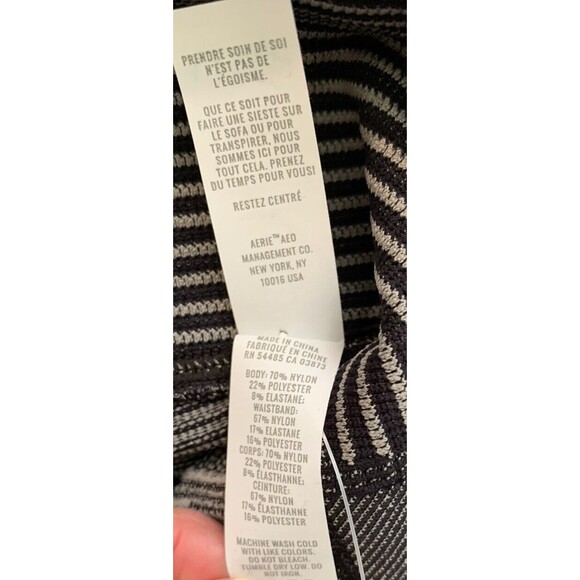 PRENDRE SOIN DE SOI
N'EST PAS DE
L'ÉGOISME.
QUE CE SOIT POUR
FAIRE UNE SIESTE SUR
LE SOFA OU POUR
TRANSPIRER, NOUS
SOMMES ICI POUR
TOUT CELA. PRENEZ
DU TEMPS POUR VOUS!
RESTEZ CENTRÉ
AERIE™ AEO
MANAGEMENT CO.
NEW YORK, NY
10016 USA
MADE IN CHINA
FABRIQUÉ EN CHINE
RN 54485 CA 03873
BODY: 70% NYLON
22% POLYESTER
8% ELASTANE:
WAISTBAND:
67% NYLON
17% ELASTANE
16% POLYESTER
CORPS: 70% NYLON
22% POLYESTER
8% ÉLASTHANNE:
CEINTURE:
67% NYLON
17% ÉLASTHANNE
16% POLYESTER
MACHINE WASH COLD
WITH LIKE COLORS.
DO NOT BLEACH.
TUMBLE DRY LOW. DO
NOT IRON.